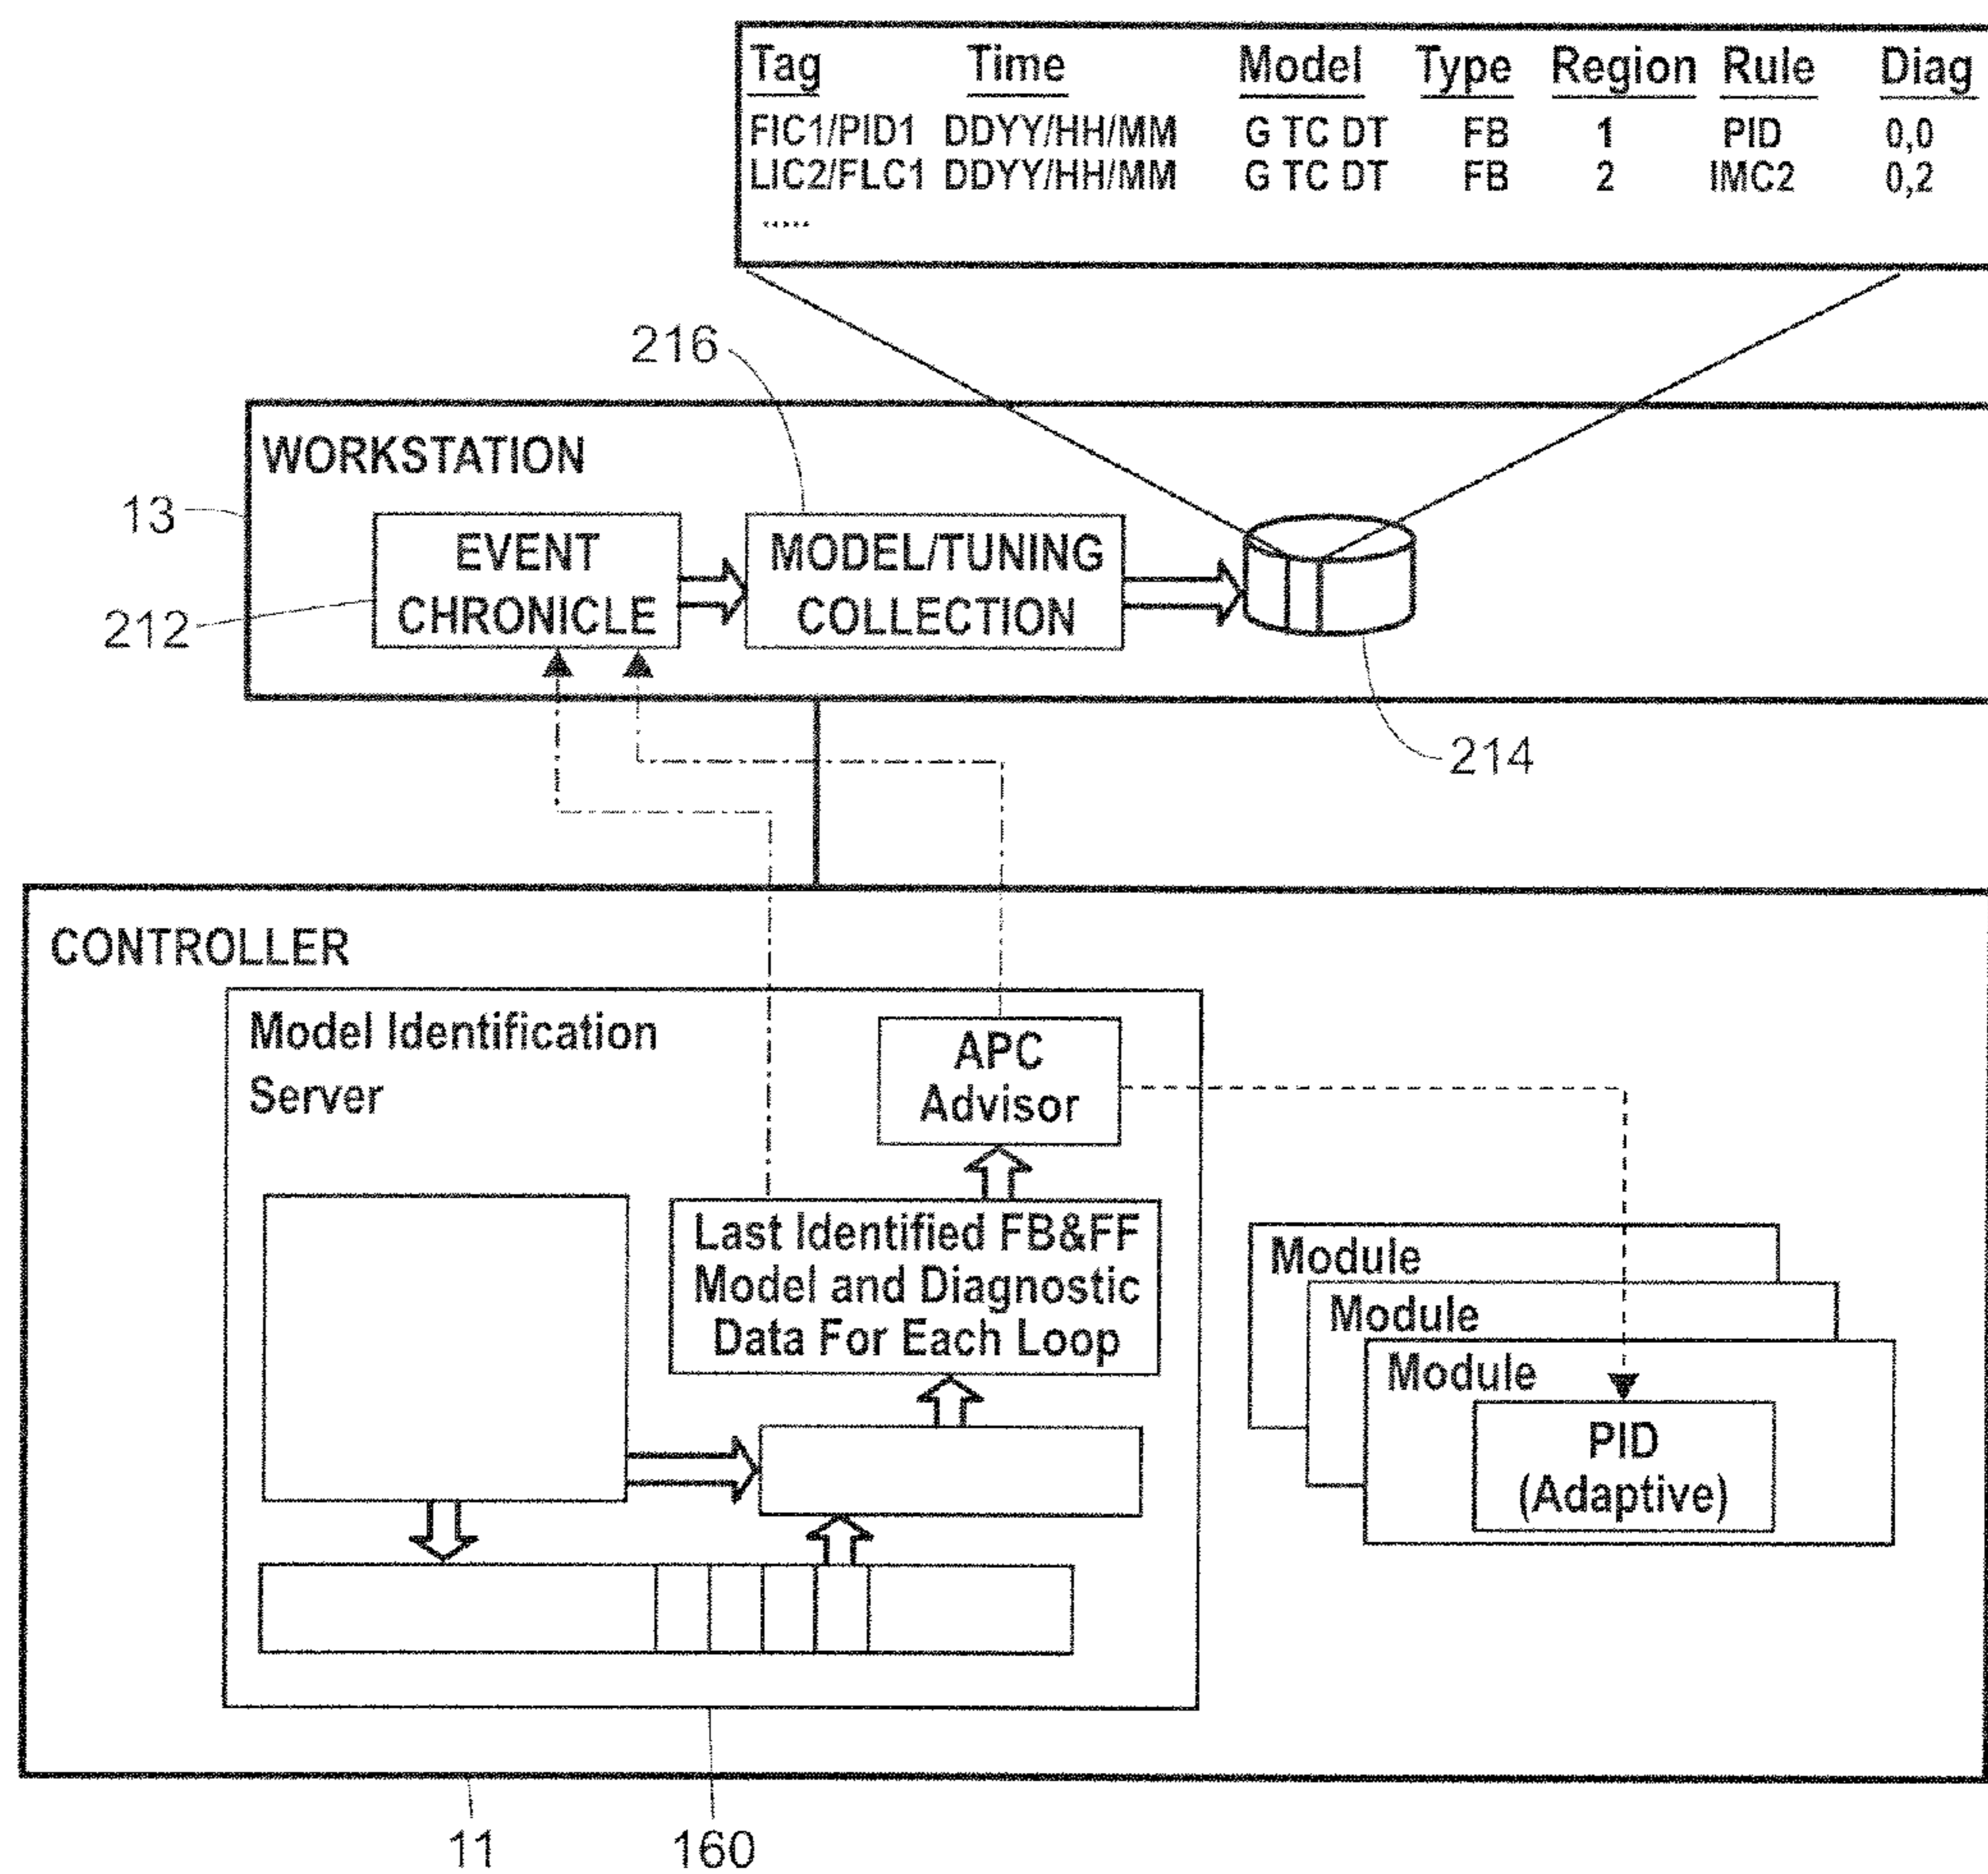 Tag Time Model Type Region Rule Diag
FIC1/PID1 DDYY/HH/MM G TC DT FB 1 PID 0,0
LIC2/FLC1 DDYY/HH/MM G TC DT FB 2 IMC2 0,2
.....
216
WORKSTATION
13
EVENT
CHRONICLE
MODEL/TUNING
COLLECTION
212
214
CONTROLLER
Model Identification
Server
APC
Advisor
Last Identified FB&FF
Model and Diagnostic
Data For Each Loop
Module
Module
Module
PID
(Adaptive)
11
160